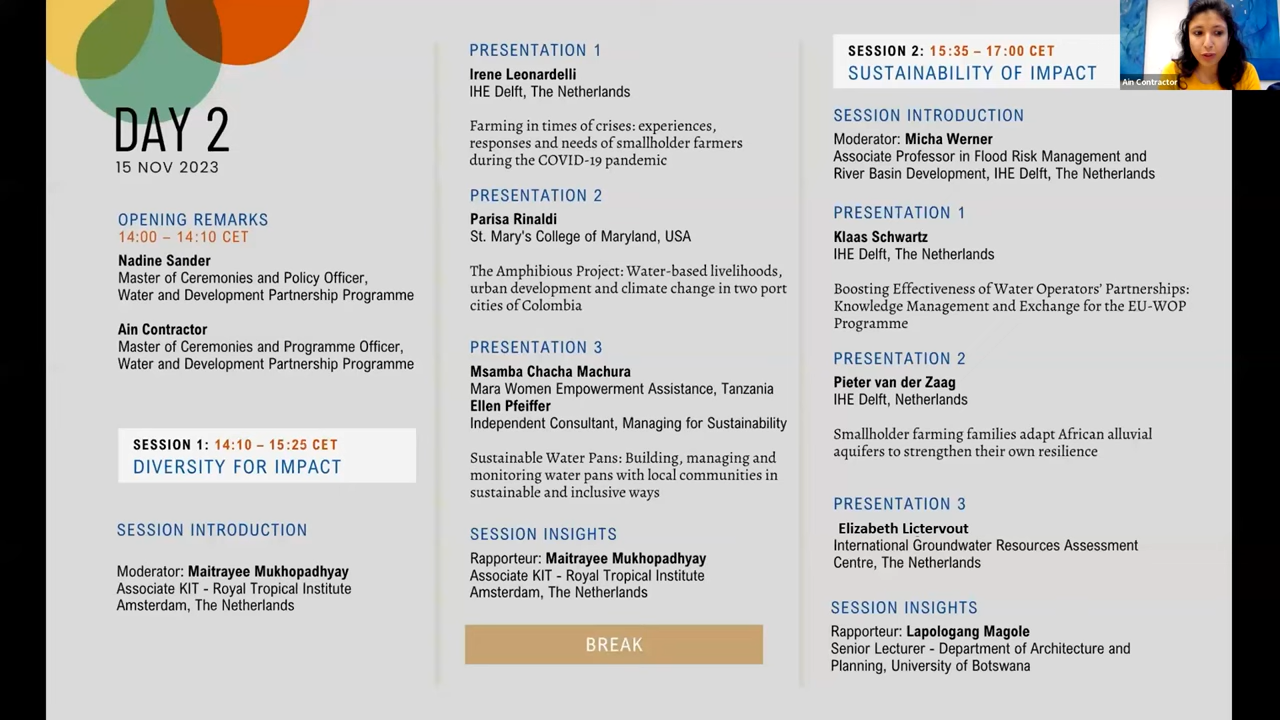 DAY 2
15 NOV 2023
OPENING REMARKS
14:00 – 14:10 CET
Nadine Sander
Master of Ceremonies and Policy Officer,
Water and Development Partnership Programme
Ain Contractor
Master of Ceremonies and Programme Officer,
Water and Development Partnership Programme
SESSION 1: 14:10 – 15:25 CET
DIVERSITY FOR IMPACT
SESSION INTRODUCTION
Moderator: Maitrayee Mukhopadhyay
Associate KIT - Royal Tropical Institute
Amsterdam, The Netherlands
PRESENTATION 1
Irene Leonardelli
IHE Delft, The Netherlands
Farming in times of crises: experiences,
responses and needs of smallholder farmers
during the COVID-19 pandemic
PRESENTATION 2
Parisa Rinaldi
St. Mary's College of Maryland, USA
The Amphibious Project: Water-based livelihoods,
urban development and climate change in two port
cities of Colombia
PRESENTATION 3
Msamba Chacha Machura
Mara Women Empowerment Assistance, Tanzania
Ellen Pfeiffer
Independent Consultant, Managing for Sustainability
Sustainable Water Pans: Building, managing and
monitoring water pans with local communities in
sustainable and inclusive ways
SESSION INSIGHTS
Rapporteur: Maitrayee Mukhopadhyay
Associate KIT - Royal Tropical Institute
Amsterdam, The Netherlands
BREAK
SESSION 2: 15:35 – 17:00 CET
SUSTAINABILITY OF IMPACT
SESSION INTRODUCTION
Moderator: Micha Werner
Associate Professor in Flood Risk Management and
River Basin Development, IHE Delft, The Netherlands
PRESENTATION 1
Klaas Schwartz
IHE Delft, The Netherlands
Boosting Effectiveness of Water Operators' Partnerships:
Knowledge Management and Exchange for the EU-WOP
Programme
PRESENTATION 2
Pieter van der Zaag
IHE Delft, Netherlands
Smallholder farming families adapt African alluvial
aquifers to strengthen their own resilience
PRESENTATION 3
Elizabeth Lictervout
International Groundwater Resources Assessment
Centre, The Netherlands
SESSION INSIGHTS
Rapporteur: Lapologang Magole
Senior Lecturer - Department of Architecture and
Planning, University of Botswana
Ain Contractor